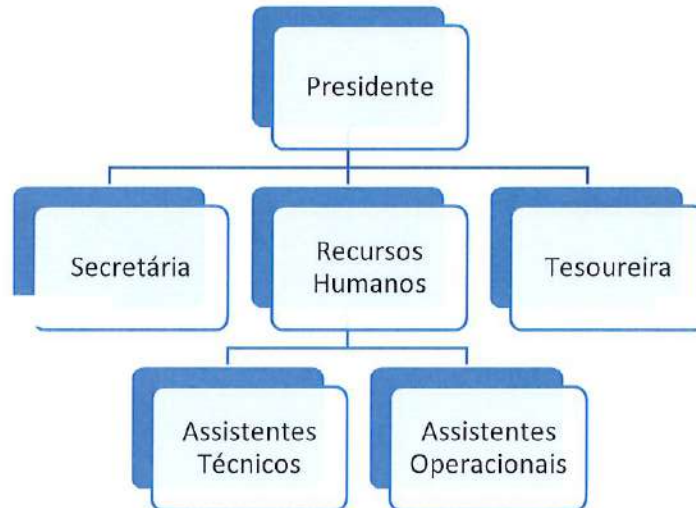 Presidente
Secretária
Recursos
Humanos
Tesoureira
Assistentes
Técnicos
Assistentes
Operacionais